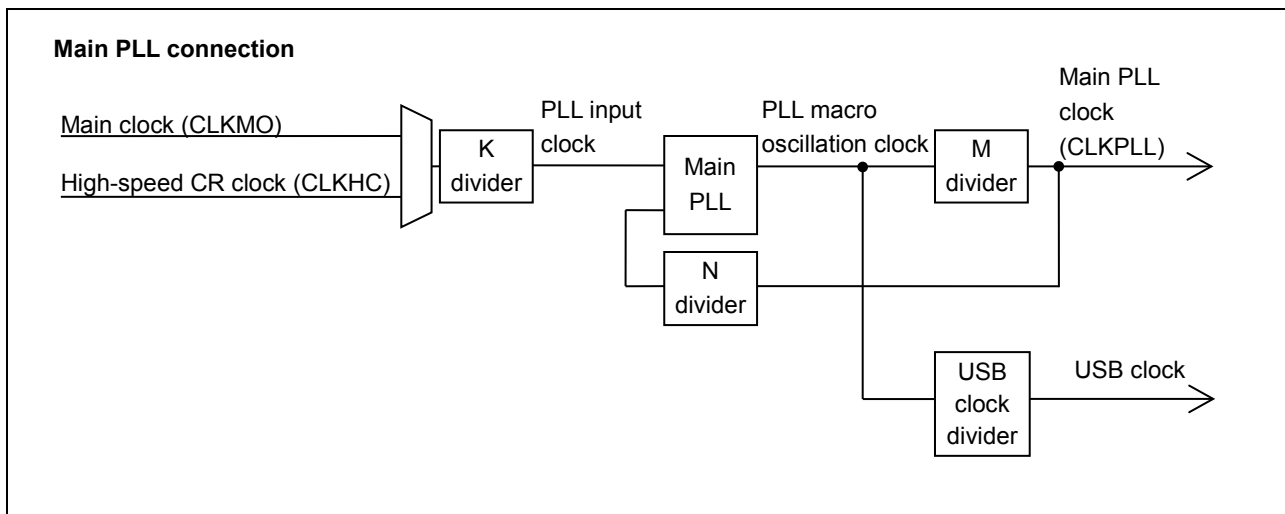 Main PLL connection
Main clock (CLKMO)
High-speed CR clock (CLKHC)
K
divider
PLL input
clock
Main
PLL
N
divider
PLL macro
oscillation clock
M
divider
Main PLL
clock
(CLKPLL)
USB
clock
divider
USB clock